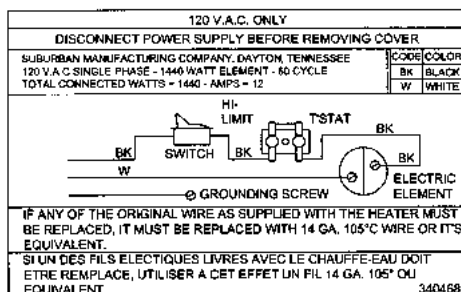 120 V.A.C. ONLY
DISCONNECT POWER SUPPLY BEFORE REMOVING COVER
SUBURBAN MANUFACTURING COMPANY, DAYTON, TENNESSEE
120 V.A.C SINGLE PHASE - 1440 WATT ELEMENT - 60 CYCLE
TOTAL CONNECTED WATTS = 1440 - AMPS = 12
CODE COLOR
BK BLACK
W WHITE
HI-
LIMIT
T'STAT
BK
BK
SWITCH
BK
BK
W
ELECTRIC
ELEMENT
GROUNDING SCREW
IF ANY OF THE ORIGINAL WIRE AS SUPPLIED WITH THE HEATER MUST
BE REPLACED, IT MUST BE REPLACED WITH 14 GA, 105°C WIRE OR IT'S
EQUIVALENT.
SI UN DES FILS ELECTIQUES LIVRES AVEC LE CHAUFFE-EAU DOIT
ETRE REMPLACE, UTILISER A CET EFFET UN FIL 14 GA. 105° OU
EQUIVALENT
340468